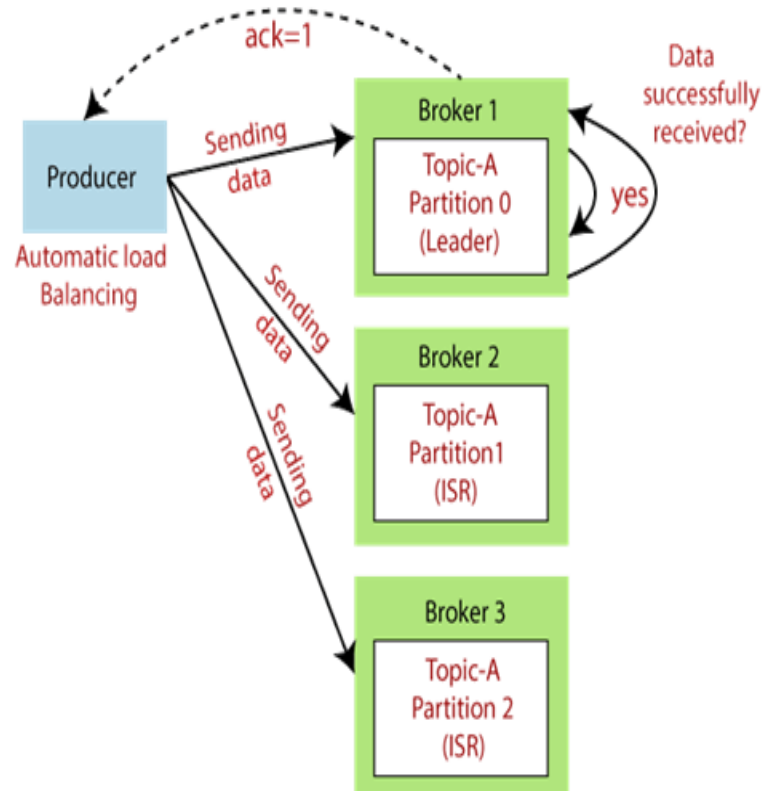 ack=1
Producer
Automatic load
Balancing
Sending
data
Sending
data
Sending
data
Broker 1
Topic-A
Partition 0
(Leader)
Data
successfully
received?
yes
Broker 2
Topic-A
Partition1
(ISR)
Broker 3
Topic-A
Partition 2
(ISR)